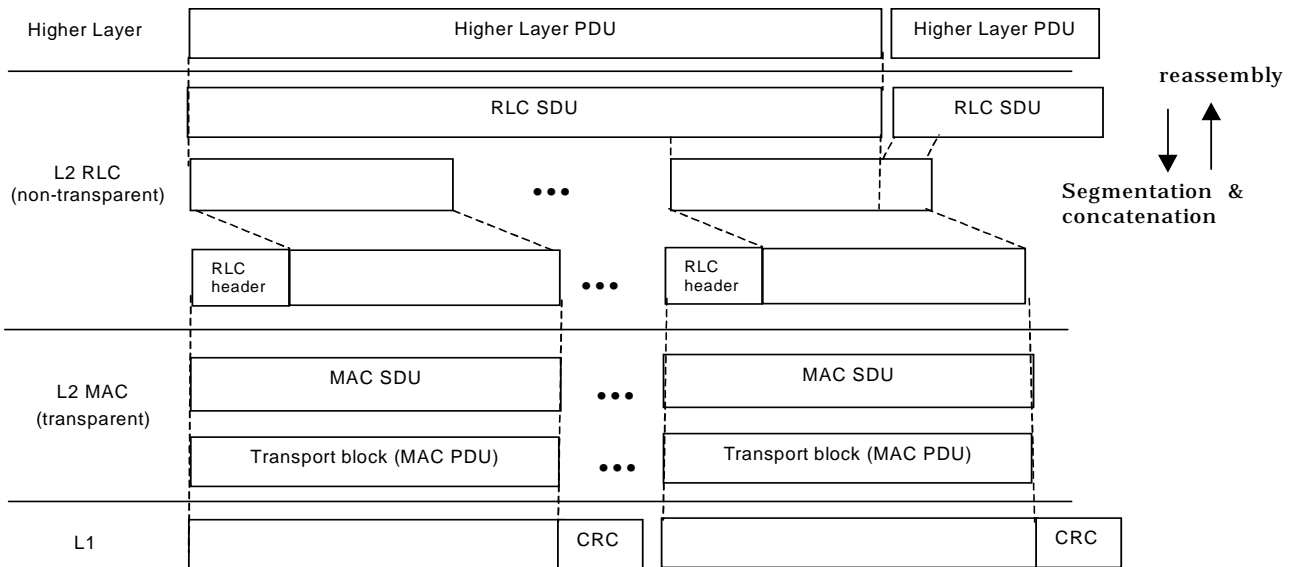 Higher Layer
Higher Layer PDU
Higher Layer PDU
reassembly
RLC SDU
RLC SDU
L2 RLC
(non-transparent)
Segmentation &
concatenation
RLC
header
RLC
header
L2 MAC
(transparent)
MAC SDU
MAC SDU
Transport block (MAC PDU)
Transport block (MAC PDU)
L1
CRC
CRC